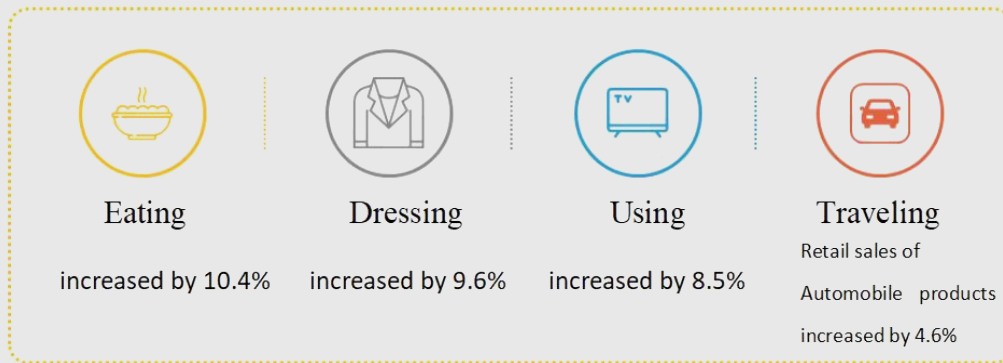 TV
Eating
Dressing
Using
Traveling
increased by 10.4%
increased by 9.6%
increased by 8.5%
Retail sales of
Automobile products
increased by 4.6%